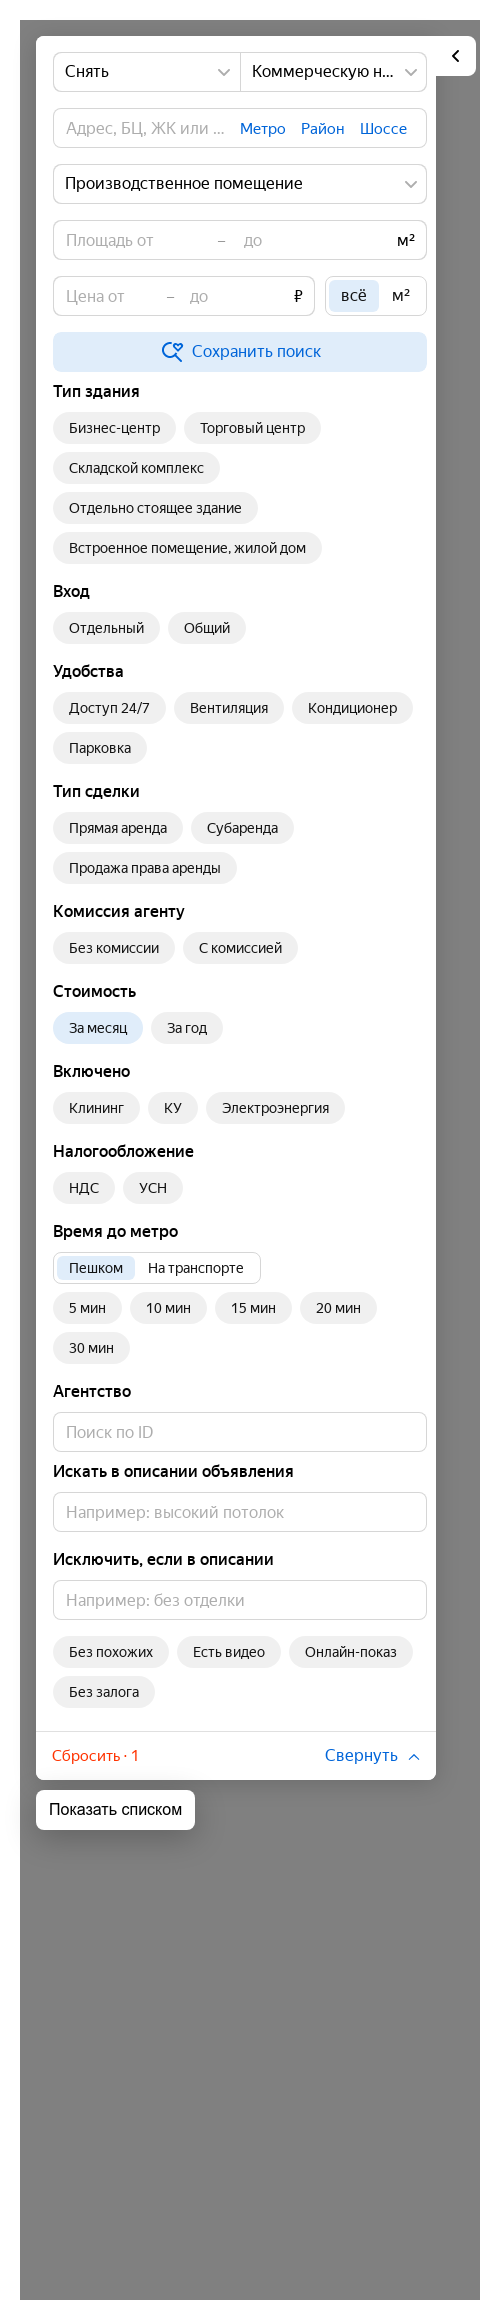 Снять Коммерческую н...
Адрес, БЦ, ЖК или ... Метро Район Шоссе
Производственное помещение
Площадь от – до м²
Цена от – до ₽ всё м²
Сохранить поиск
Тип здания
Бизнес-центр Торговый центр
Складской комплекс
Отдельно стоящее здание
Встроенное помещение, жилой дом
Вход
Отдельный Общий
Удобства
Доступ 24/7 Вентиляция Кондиционер
Парковка
Тип сделки
Прямая аренда Субаренда
Продажа права аренды
Комиссия агенту
Без комиссии С комиссией
Стоимость
За месяц За год
Включено
Клининг КУ Электроэнергия
Налогообложение
НДС УСН
Время до метро
Пешком На транспорте
5 мин 10 мин 15 мин 20 мин
30 мин
Агентство
Поиск по ID
Искать в описании объявления
Например: высокий потолок
Исключить, если в описании
Например: без отделки
Без похожих Есть видео Онлайн-показ
Без залога
Сбросить · 1 Свернуть
Показать списком